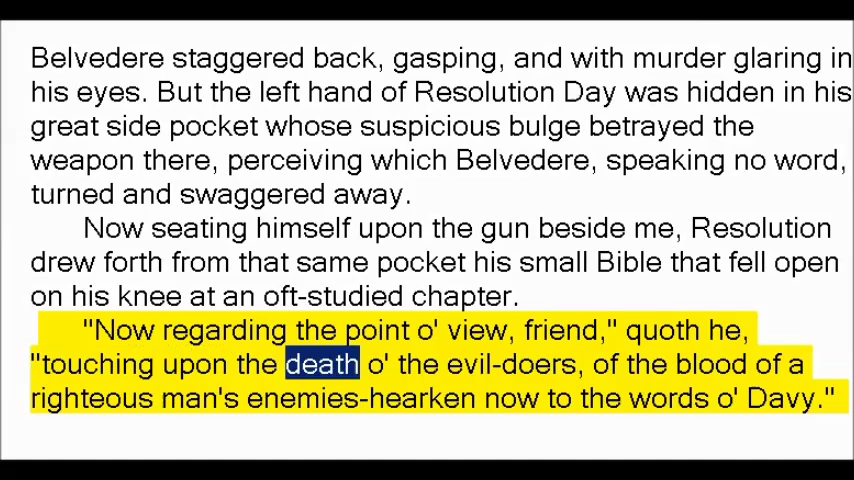 Belvedere staggered back, gasping, and with murder glaring in
his eyes. But the left hand of Resolution Day was hidden in his
great side pocket whose suspicious bulge betrayed the
weapon there, perceiving which Belvedere, speaking no word,
turned and swaggered away.
Now seating himself upon the gun beside me, Resolution
drew forth from that same pocket his small Bible that fell open
on his knee at an oft-studied chapter.
"Now regarding the point o' view, friend," quoth he,
"touching upon the death o' the evil-doers, of the blood of a
righteous man's enemies-hearken now to the words o' Davy."